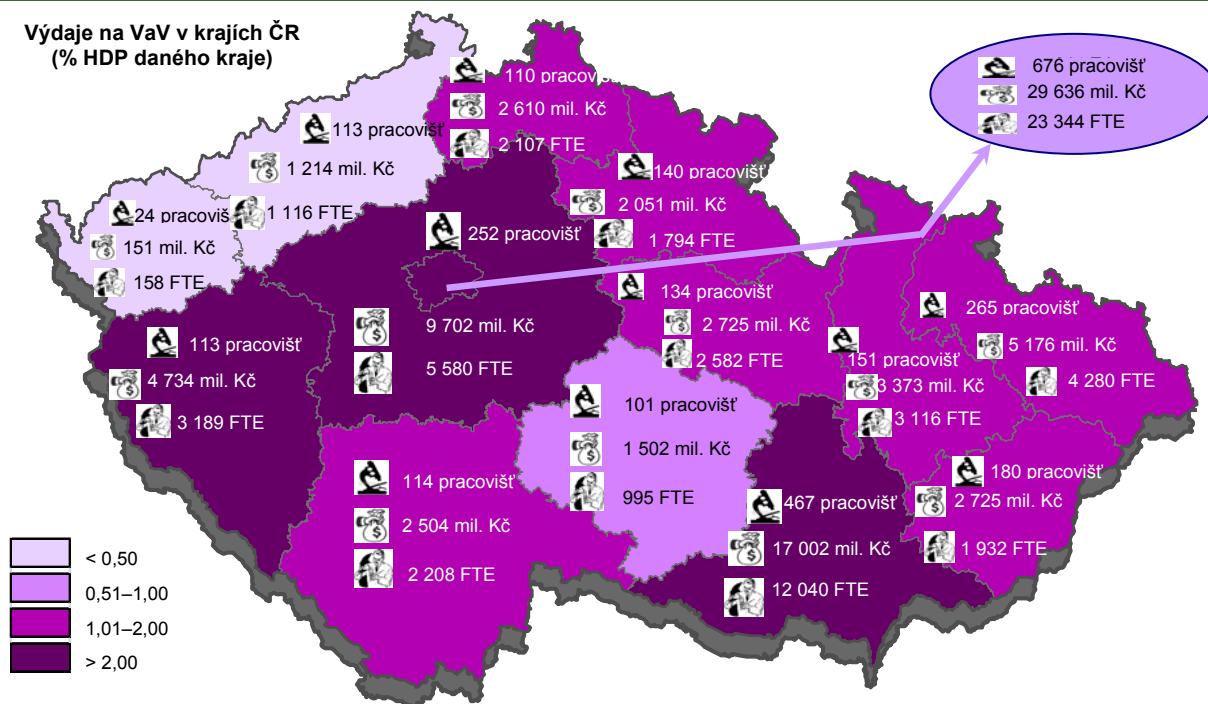 Výdaje na VaV v krajích ČR
(% HDP daného kraje)
676 pracovišť
29 636 mil. Kč
23 344 FTE
110 pracovišť
2 610 mil. Kč
2 107 FTE
113 pracovišť
1 214 mil. Kč
1 116 FTE
24 pracovišť
151 mil. Kč
158 FTE
140 pracovišť
2 051 mil. Kč
1 794 FTE
252 pracovišť
9 702 mil. Kč
5 580 FTE
134 pracovišť
2 725 mil. Kč
2 582 FTE
265 pracovišť
5 176 mil. Kč
4 280 FTE
151 pracovišť
3 373 mil. Kč
3 116 FTE
113 pracovišť
4 734 mil. Kč
3 189 FTE
101 pracovišť
1 502 mil. Kč
995 FTE
114 pracovišť
2 504 mil. Kč
2 208 FTE
467 pracovišť
17 002 mil. Kč
12 040 FTE
180 pracovišť
2 725 mil. Kč
1 932 FTE
< 0,50
0,51–1,00
1,01–2,00
> 2,00